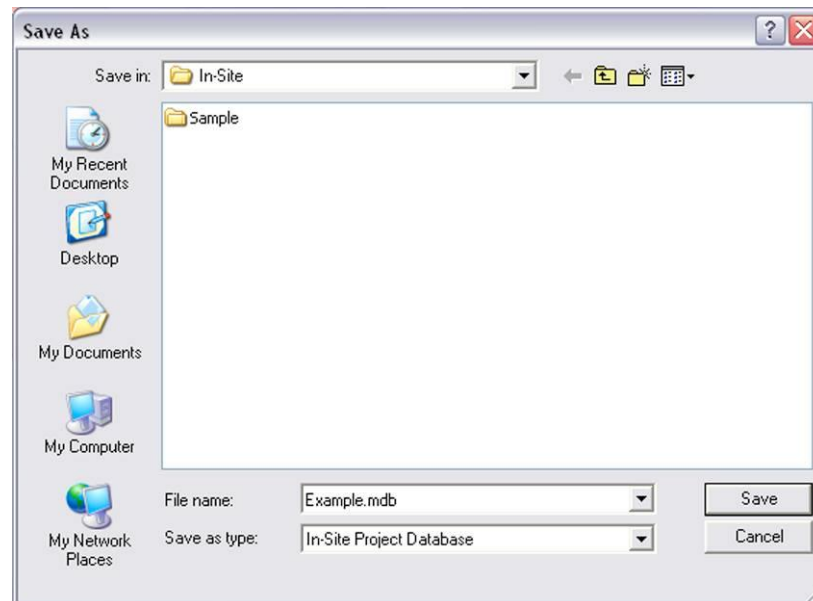 Save As
Save in:
In-Site
Sample
My Recent
Documents
Desktop
My Documents
My Computer
My Network
Places
File name:
Example.mdb
Save
Save as type:
In-Site Project Database
Cancel